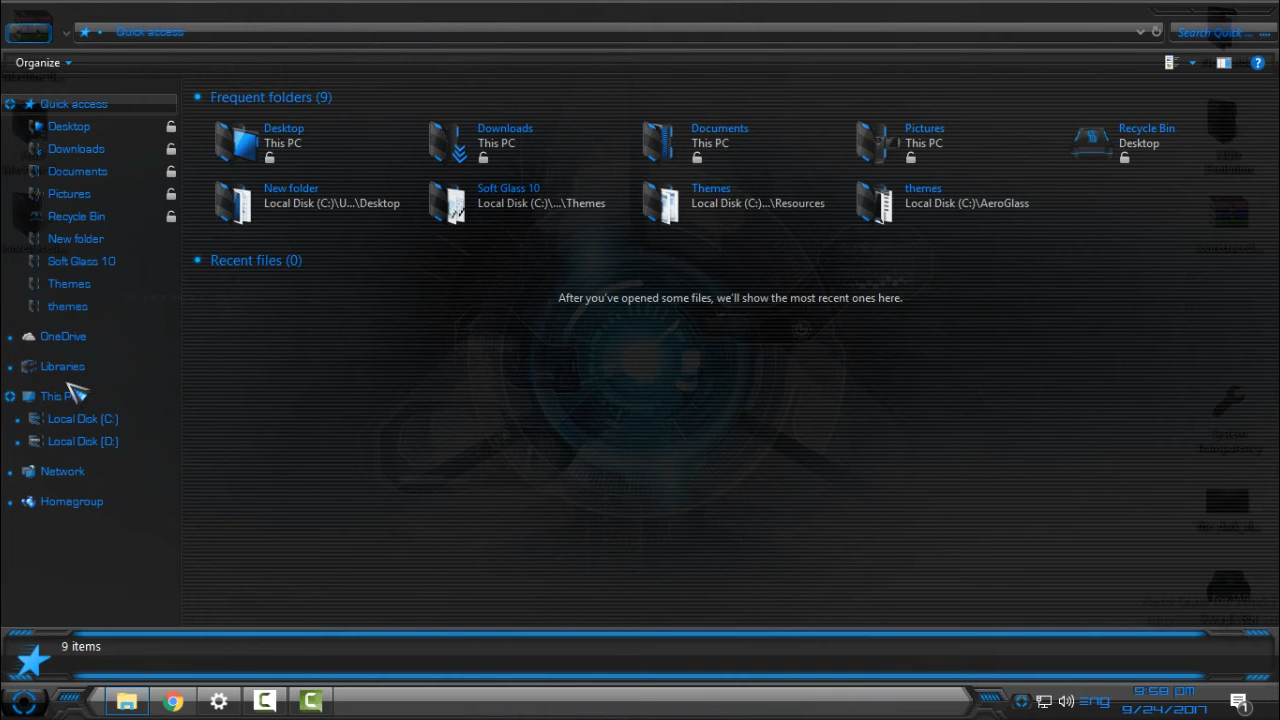 Quick access
Search Quick ...
Organize
Quick access
Desktop
Downloads
Documents
Pictures
Recycle Bin
New folder
Soft Glass 10
Themes
themes
OneDrive
Libraries
This P
Local Disk (C:)
Local Disk (D:)
Network
Homegroup
Frequent folders (9)
Desktop
This PC
Downloads
This PC
Documents
This PC
Pictures
This PC
Recycle Bin
Desktop
New folder
Local Disk (C:)\U...\Desktop
Soft Glass 10
Local Disk (C:)\...\Themes
Themes
Local Disk (C:)...\Resources
themes
Local Disk (C:)\AeroGlass
Recent files (0)
After you've opened some files, we'll show the most recent ones here.
9 items
ENG
9:58 PM
9/24/2017
1